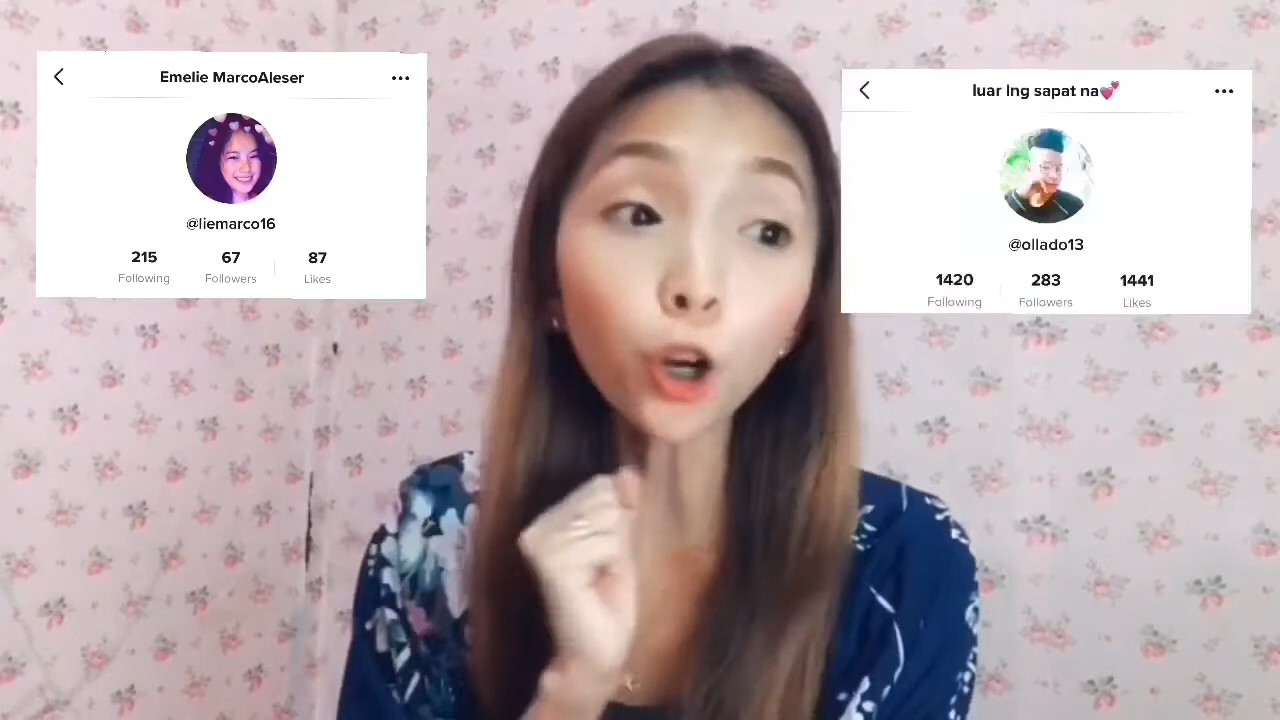 Emelie MarcoAleser
@liemarco16
215 67 87
Following Followers Likes
luar lng sapat na💕
@ollado13
1420 283 1441
Following Followers Likes